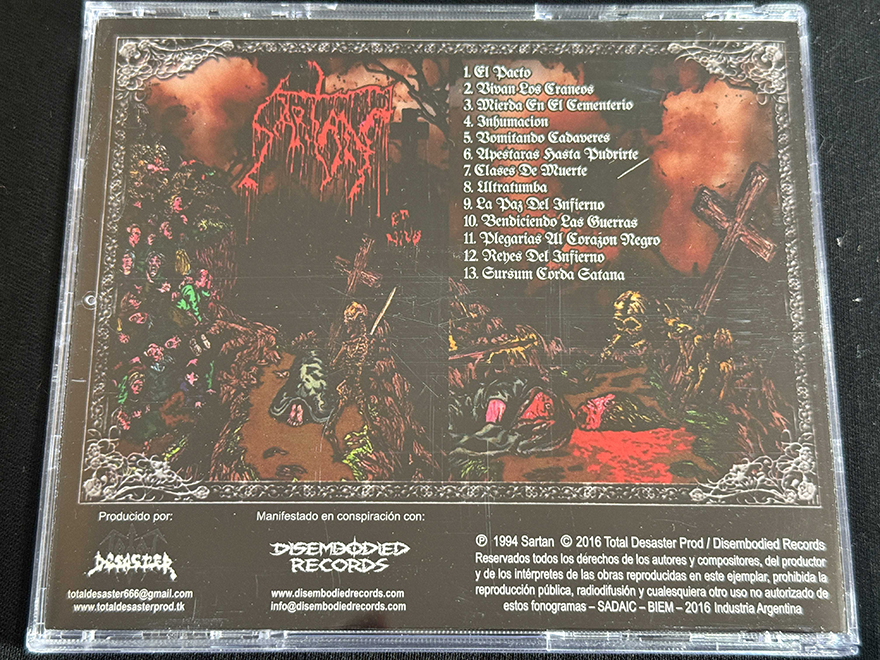 SARTAN
EN
VIVO
1. El Pacto
2. Vivan Los Craneos
3. Mierda En El Cementerio
4. Inhumacion
5. Vomitando Cadaveres
6. Apestaras Hasta Pudrirte
7. Clases De Muerte
8. Ultratumba
9. La Paz Del Infierno
10. Bendiciendo Las Guerras
11. Plegarias Al Corazon Negro
12. Reyes Del Infierno
13. Sursum Corda Satana
Producido por:
DESASTER
totaldesaster666@gmail.com
www.totaldesasterprod.tk
Manifestado en conspiración con:
DISEMBODIED
RECORDS
www.disembodiedrecords.com
info@disembodiedrecords.com
℗ 1994 Sartan © 2016 Total Desaster Prod / Disembodied Records
Reservados todos los dérechos de los autores y compositores, del productor
y de los intérpretes de las obras reproducidas en este ejemplar, prohibida la
reproducción pública, radiodifusión y cualesquiera otro uso no autorizado de
estos fonogramas – SADAIC – BIEM – 2016 Industria Argentina